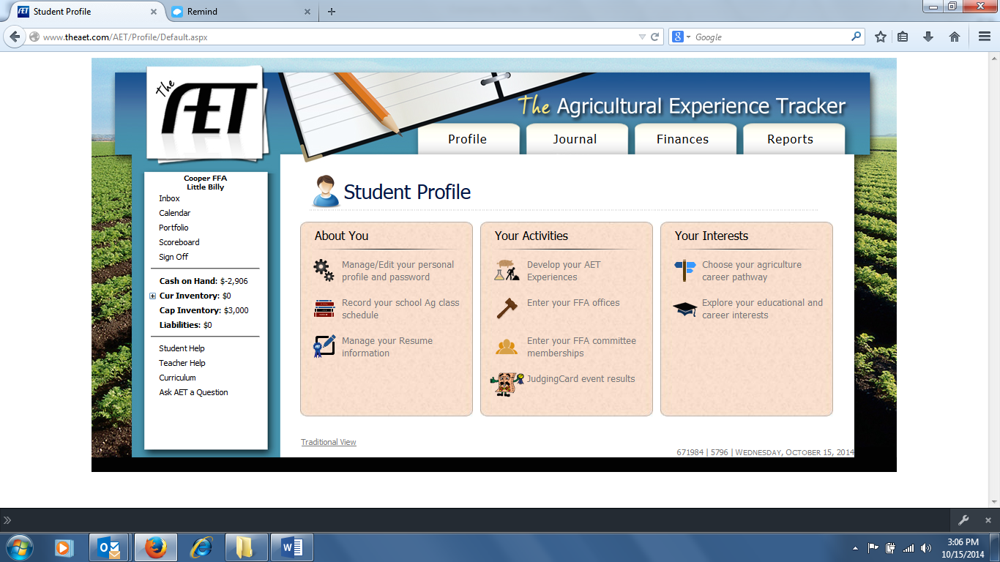 Student Profile
Remind
www.theaet.com/AET/Profile/Default.aspx
Google
The AET
The Agricultural Experience Tracker
Profile
Journal
Finances
Reports
Cooper FFA
Little Billy
Inbox
Calendar
Portfolio
Scoreboard
Sign Off
Cash on Hand: $-2,906
Cur Inventory: $0
Cap Inventory: $3,000
Liabilities: $0
Student Help
Teacher Help
Curriculum
Ask AET a Question
Student Profile
About You
Manage/Edit your personal
profile and password
Record your school Ag class
schedule
Manage your Resume
information
Your Activities
Develop your AET
Experiences
Enter your FFA offices
Enter your FFA committee
memberships
JudgingCard event results
Your Interests
Choose your agriculture
career pathway
Explore your educational and
career interests
Traditional View
671984 | 5796 | WEDNESDAY, OCTOBER 15, 2014
3:06 PM
10/15/2014